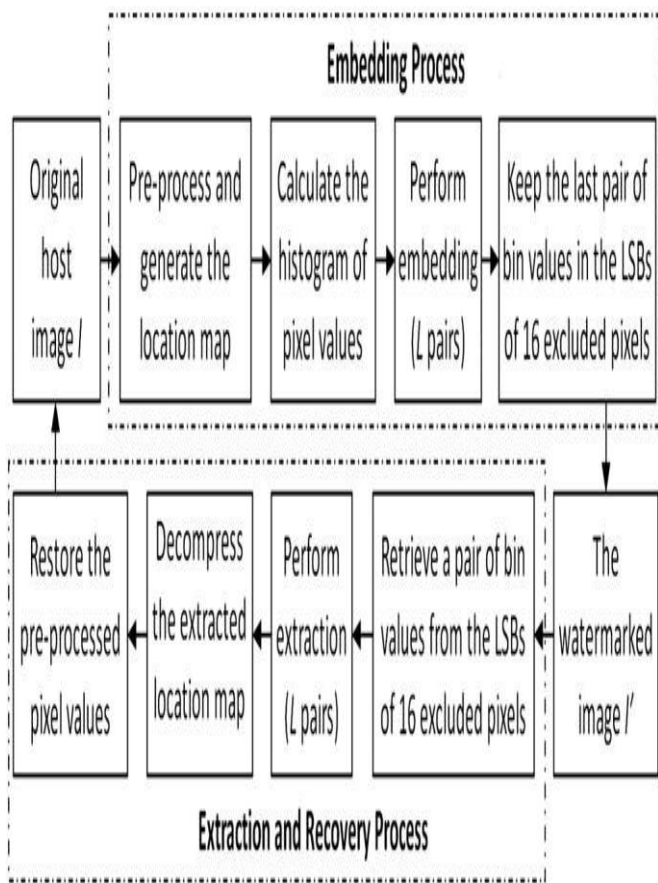 Embedding Process
Original
host
image I
Pre-process and
generate the
location map
Calculate the
histogram of
pixel values
Perform
embedding
(L pairs)
Keep the last pair of
bin values in the LSBs
of 16 excluded pixels
Restore the
pre-processed
pixel values
Decompress
the extracted
location map
Perform
extraction
(L pairs)
Retrieve a pair of bin
values from the LSBs
of 16 excluded pixels
The
watermarked
image I'
Extraction and Recovery Process